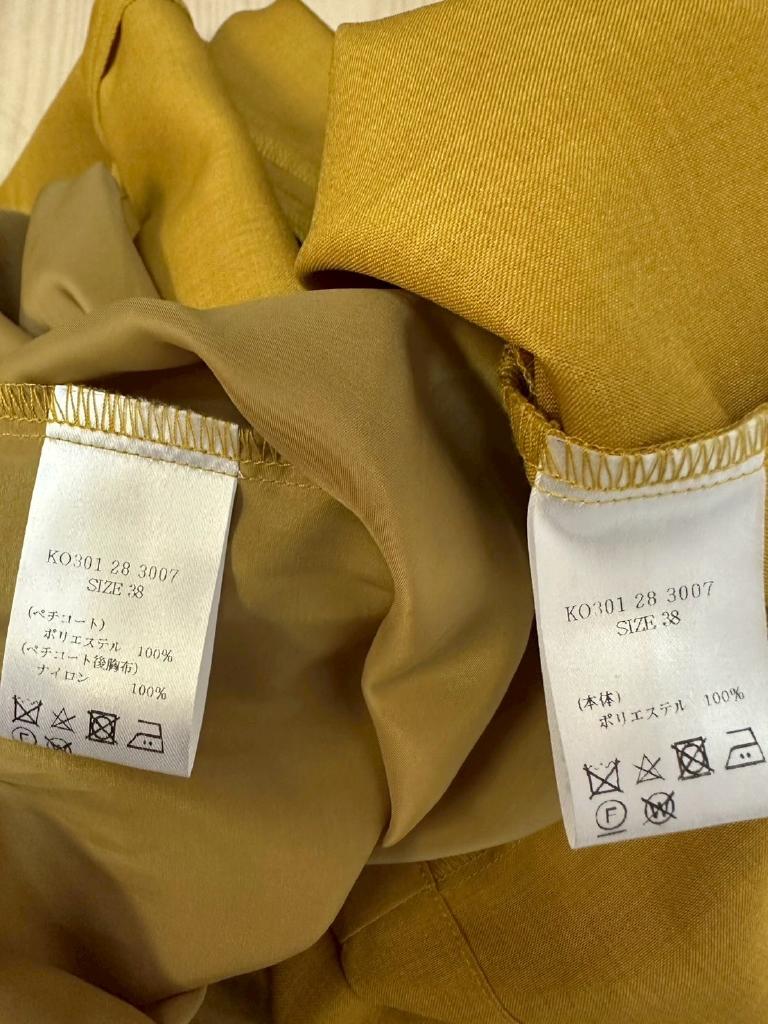 KO301 28 3007
SIZE 38
(ペチコート)
ポリエステル 100%
(ペチコート後胸布)
ナイロン 100%
KO301 28 3007
SIZE 38
(本体)
ポリエステル 100%
F
W